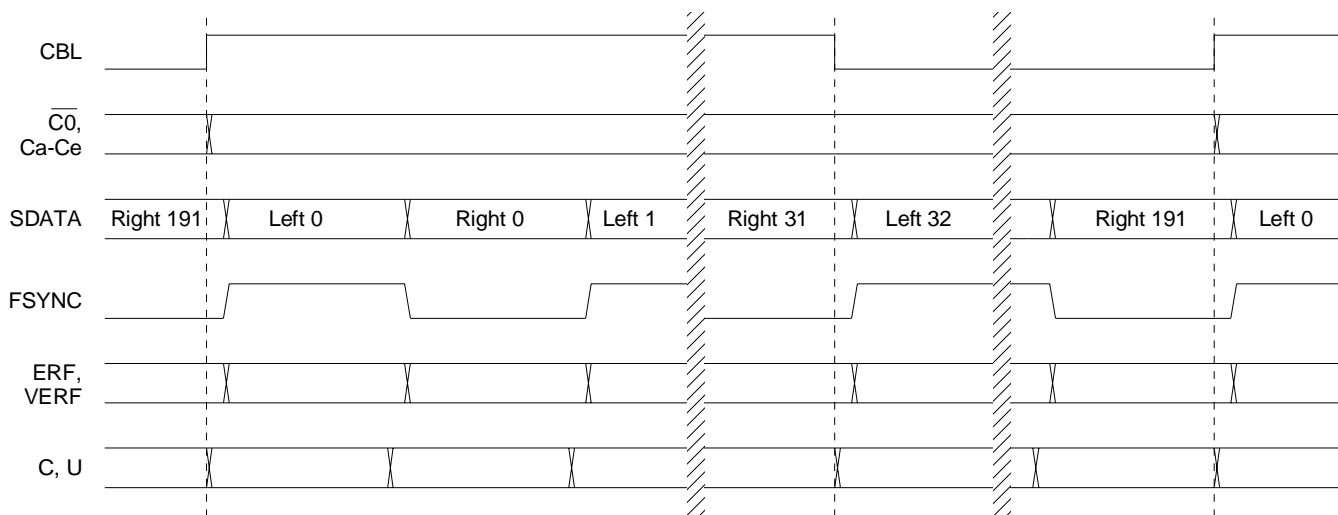 CBL
C0,
Ca-Ce
SDATA Right 191 Left 0 Right 0 Left 1 Right 31 Left 32 Right 191 Left 0
FSYNC
ERF,
VERF
C, U